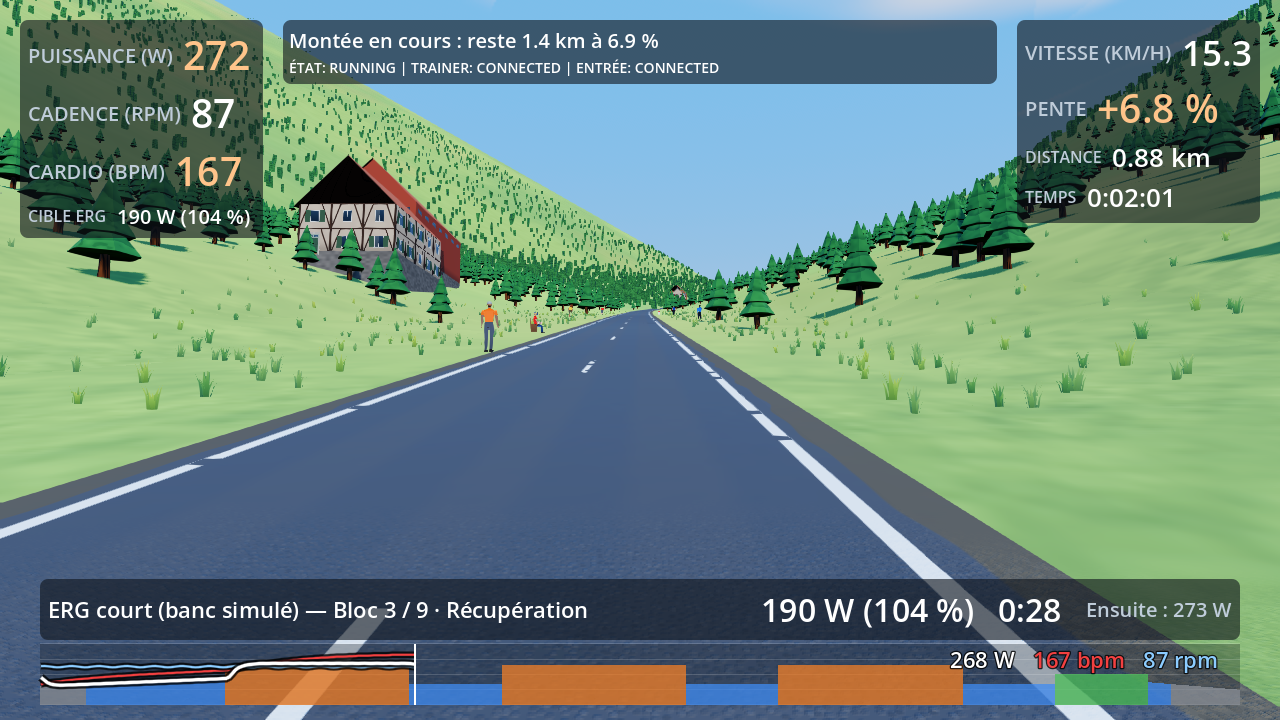 PUISSANCE (W) 272
CADENCE (RPM) 87
CARDIO (BPM) 167
CIBLE ERG 190 W (104 %)
Montée en cours : reste 1.4 km à 6.9 %
ÉTAT: RUNNING | TRAINER: CONNECTED | ENTRÉE: CONNECTED
VITESSE (KM/H) 15.3
PENTE +6.8 %
DISTANCE 0.88 km
TEMPS 0:02:01
ERG court (banc simulé) — Bloc 3 / 9 · Récupération 190 W (104 %) 0:28 Ensuite : 273 W
268 W 167 bpm 87 rpm